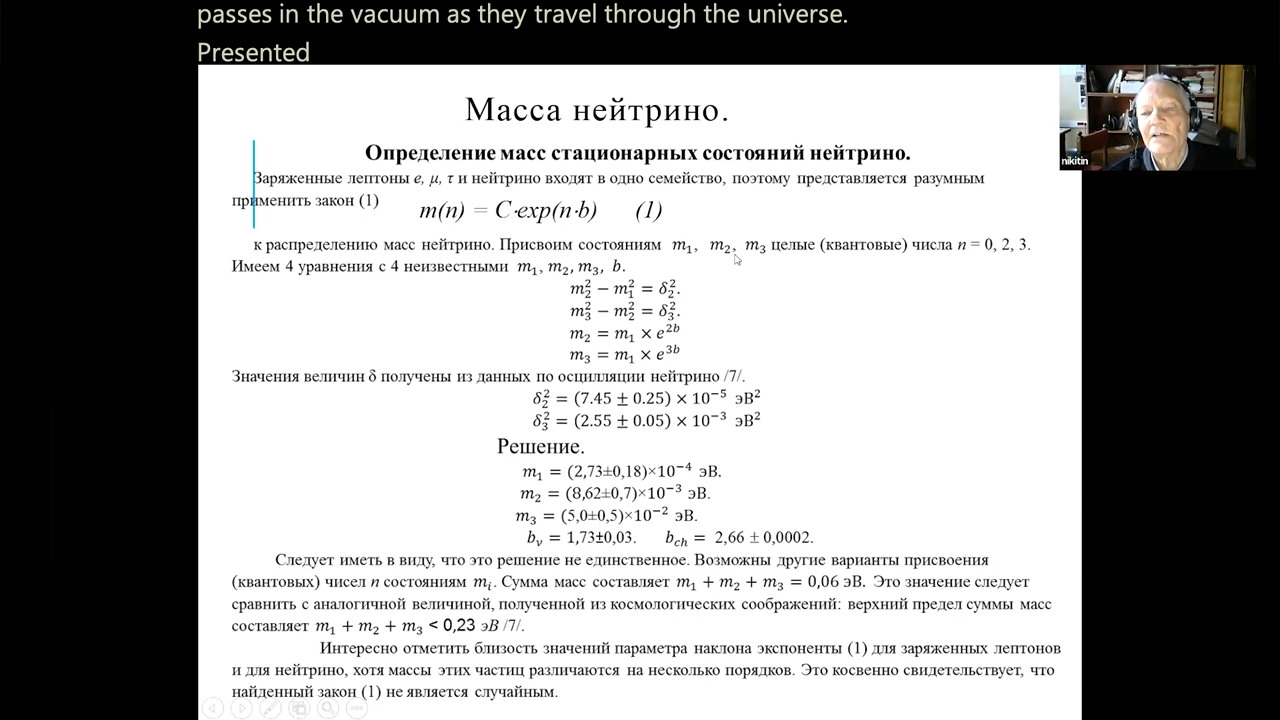 passes in the vacuum as they travel through the universe.
Presented
nikitin
Масса нейтрино.
Определение масс стационарных состояний нейтрино.
Заряженные лептоны e, μ, τ и нейтрино входят в одно семейство, поэтому представляется разумным
применить закон (1)
m(n) = C·exp(n·b) (1)
к распределению масс нейтрино. Присвоим состояниям m₁, m₂, m₃ целые (квантовые) числа n = 0, 2, 3.
Имеем 4 уравнения с 4 неизвестными m₁, m₂, m₃, b.
m₂² − m₁² = δ₂².
m₃² − m₂² = δ₃².
m₂ = m₁ × e²ᵇ
m₃ = m₁ × e³ᵇ
Значения величин δ получены из данных по осцилляции нейтрино /7/.
δ₂² = (7.45 ± 0.25) × 10⁻⁵ эВ²
δ₃² = (2.55 ± 0.05) × 10⁻³ эВ²
Решение.
m₁ = (2,73±0,18)×10⁻⁴ эВ.
m₂ = (8,62±0,7)×10⁻³ эВ.
m₃ = (5,0±0,5)×10⁻² эВ.
b_ν = 1,73±0,03. b_ch = 2,66 ± 0,0002.
Следует иметь в виду, что это решение не единственное. Возможны другие варианты присвоения
(квантовых) чисел n состояниям mᵢ. Сумма масс составляет m₁ + m₂ + m₃ = 0,06 эВ. Это значение следует
сравнить с аналогичной величиной, полученной из космологических соображений: верхний предел суммы масс
составляет m₁ + m₂ + m₃ < 0,23 эВ /7/.
Интересно отметить близость значений параметра наклона экспоненты (1) для заряженных лептонов
и для нейтрино, хотя массы этих частиц различаются на несколько порядков. Это косвенно свидетельствует, что
найденный закон (1) не является случайным.